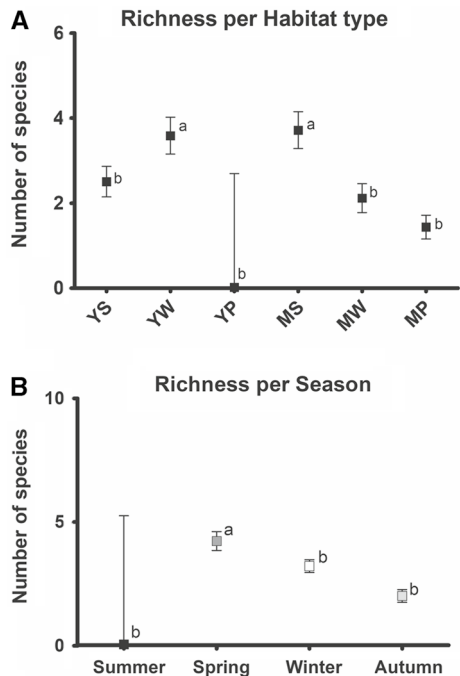 A
Richness per Habitat type
Number of species
6
4
2
0
b
a
b
a
b
b
YS
YW
YP
MS
MW
MP
B
Richness per Season
Number of species
10
5
0
b
a
b
b
Summer
Spring
Winter
Autumn